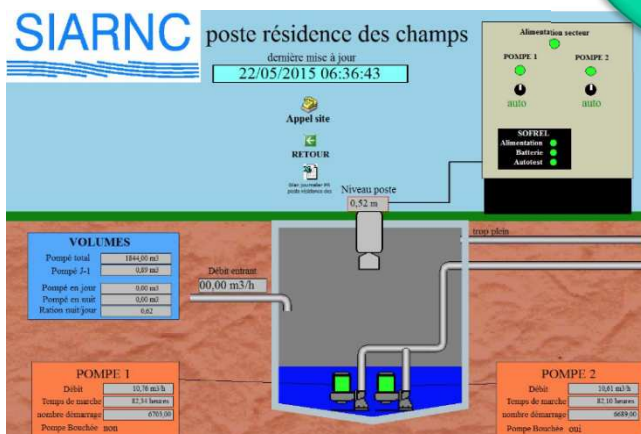 SIARNC
poste résidence des champs
dernière mise à jour
22/05/2015 06:36:43
Appel site
RETOUR
Alimentation secteur
POMPE 1
POMPE 2
auto
auto
SOFREL
Alimentation
Batterie
Autotest
Niveau poste
0,52 m
trop plein
VOLUMES
Pompé total 1844,00 m3
Pompé J-1 0,89 m3
Pompé en jour 0,00 m3
Pompé en nuit 0,00 m3
Ration nuit/jour 0,62
Débit entrant
00,00 m3/h
POMPE 1
Débit 10,76 m3/h
Temps de marche 82,34 heures
nombre démarrage 6705,00
Pompe Bouchée non
POMPE 2
Débit 10,61 m3/h
Temps de marche 82,10 heures
nombre démarrage 6689,00
Pompe Bouchée oui